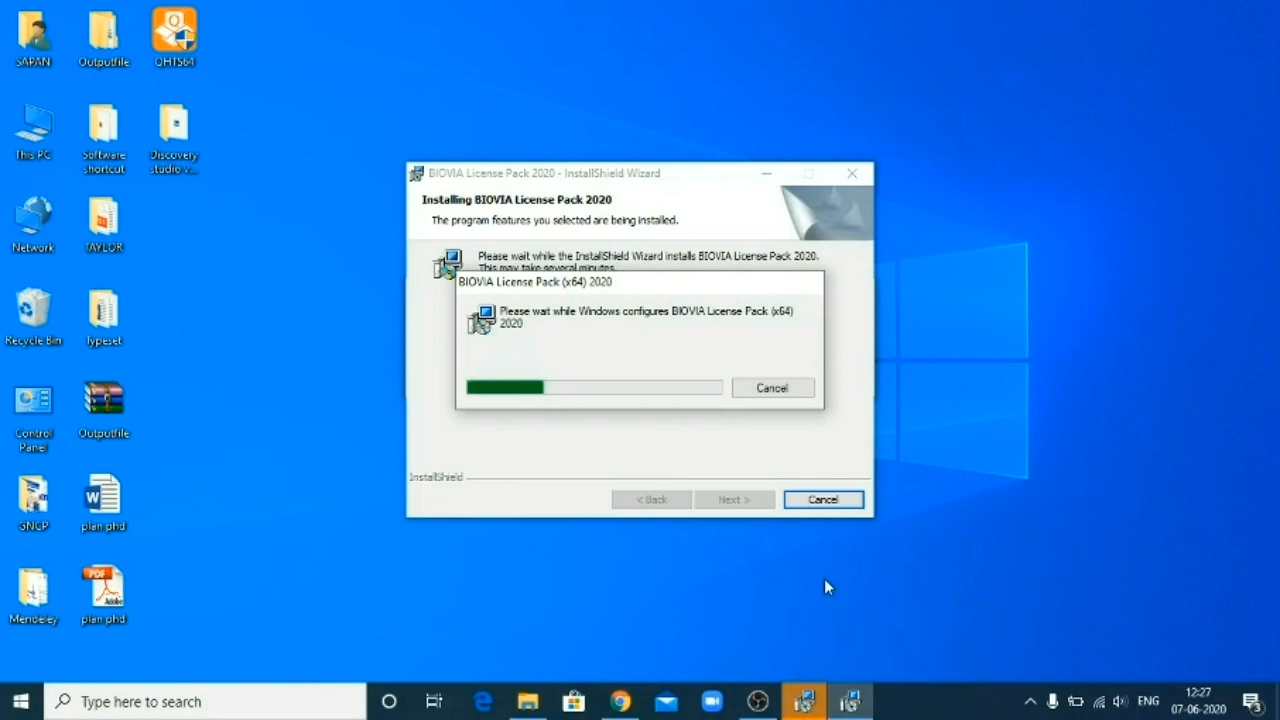 SAPAN
Outputfile
QHTS64
This PC
Software
shortcut
Discovery
studio v...
Network
TAYLOR
Recycle Bin
Typeset
Control
Panel
Outputfile
GNCP
plan phd
Mendeley
plan phd
PDF
Adobe
BIOVIA License Pack 2020 - InstallShield Wizard
Installing BIOVIA License Pack 2020
The program features you selected are being installed.
Please wait while the InstallShield Wizard installs BIOVIA License Pack 2020.
This may take several minutes.
BIOVIA License Pack (x64) 2020
Please wait while Windows configures BIOVIA License Pack (x64)
2020
Cancel
InstallShield
< Back
Next >
Cancel
Type here to search
ENG
12:27
07-06-2020
3